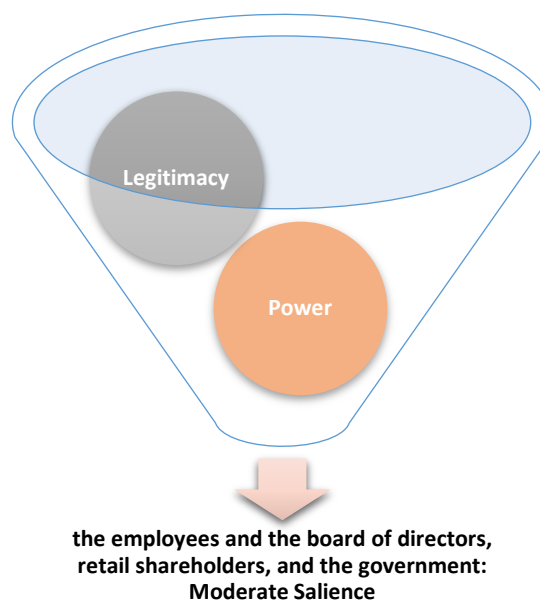 Legitimacy
Power
the employees and the board of directors,
retail shareholders, and the government:
Moderate Salience